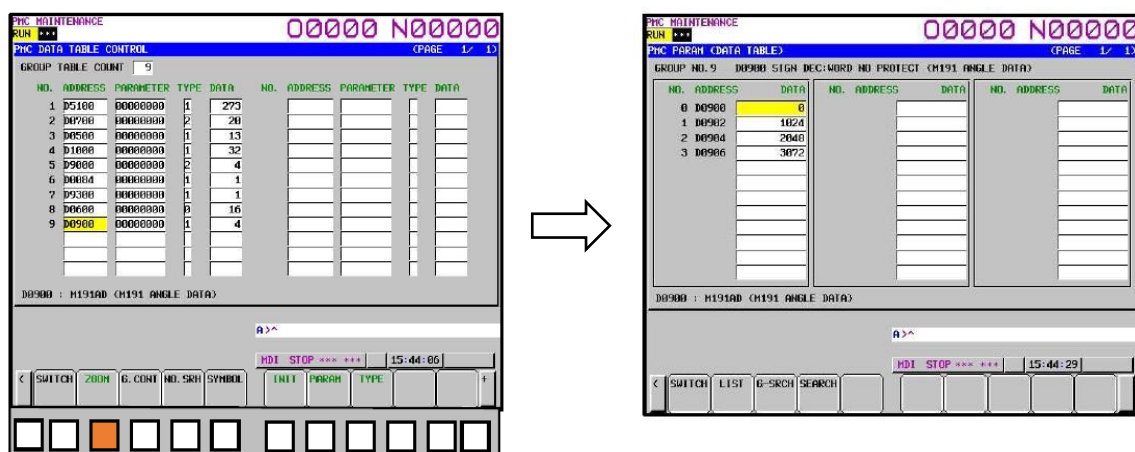 PMC MAINTENANCE
RUN ***
O0000 N00000
PMC DATA TABLE CONTROL (PAGE 1/ 1)
GROUP TABLE COUNT 9
NO. ADDRESS PARAMETER TYPE DATA NO. ADDRESS PARAMETER TYPE DATA
1 D5100 00000000 1 273
2 D0700 00000000 2 20
3 D0500 00000000 1 13
4 D1000 00000000 1 32
5 D9000 00000000 2 4
6 00000000 1 1
7 D9300 00000000 1 1
8 D0600 00000000 0 16
9 D0900 00000000 1 4
D0900 : M191AD (M191 ANGLE DATA)
A>^
MDI STOP *** *** 15:44:06
< SWITCH ZOOM G.CONT NO.SRH SYMBOL INIT PARAM TYPE +
PMC MAINTENANCE
RUN ***
O0000 N00000
PMC PARAM (DATA TABLE) (PAGE 1/ 1)
GROUP NO.9 D0900 SIGN DEC:WORD NO PROTECT (M191 ANGLE DATA)
NO. ADDRESS DATA NO. ADDRESS DATA NO. ADDRESS DATA
0 D0900 0
1 D0902 1024
2 D0904 2048
3 D0906 3072
D0900 : M191AD (M191 ANGLE DATA)
A>^
MDI STOP *** *** 15:44:29
< SWITCH LIST G-SRCH SEARCH